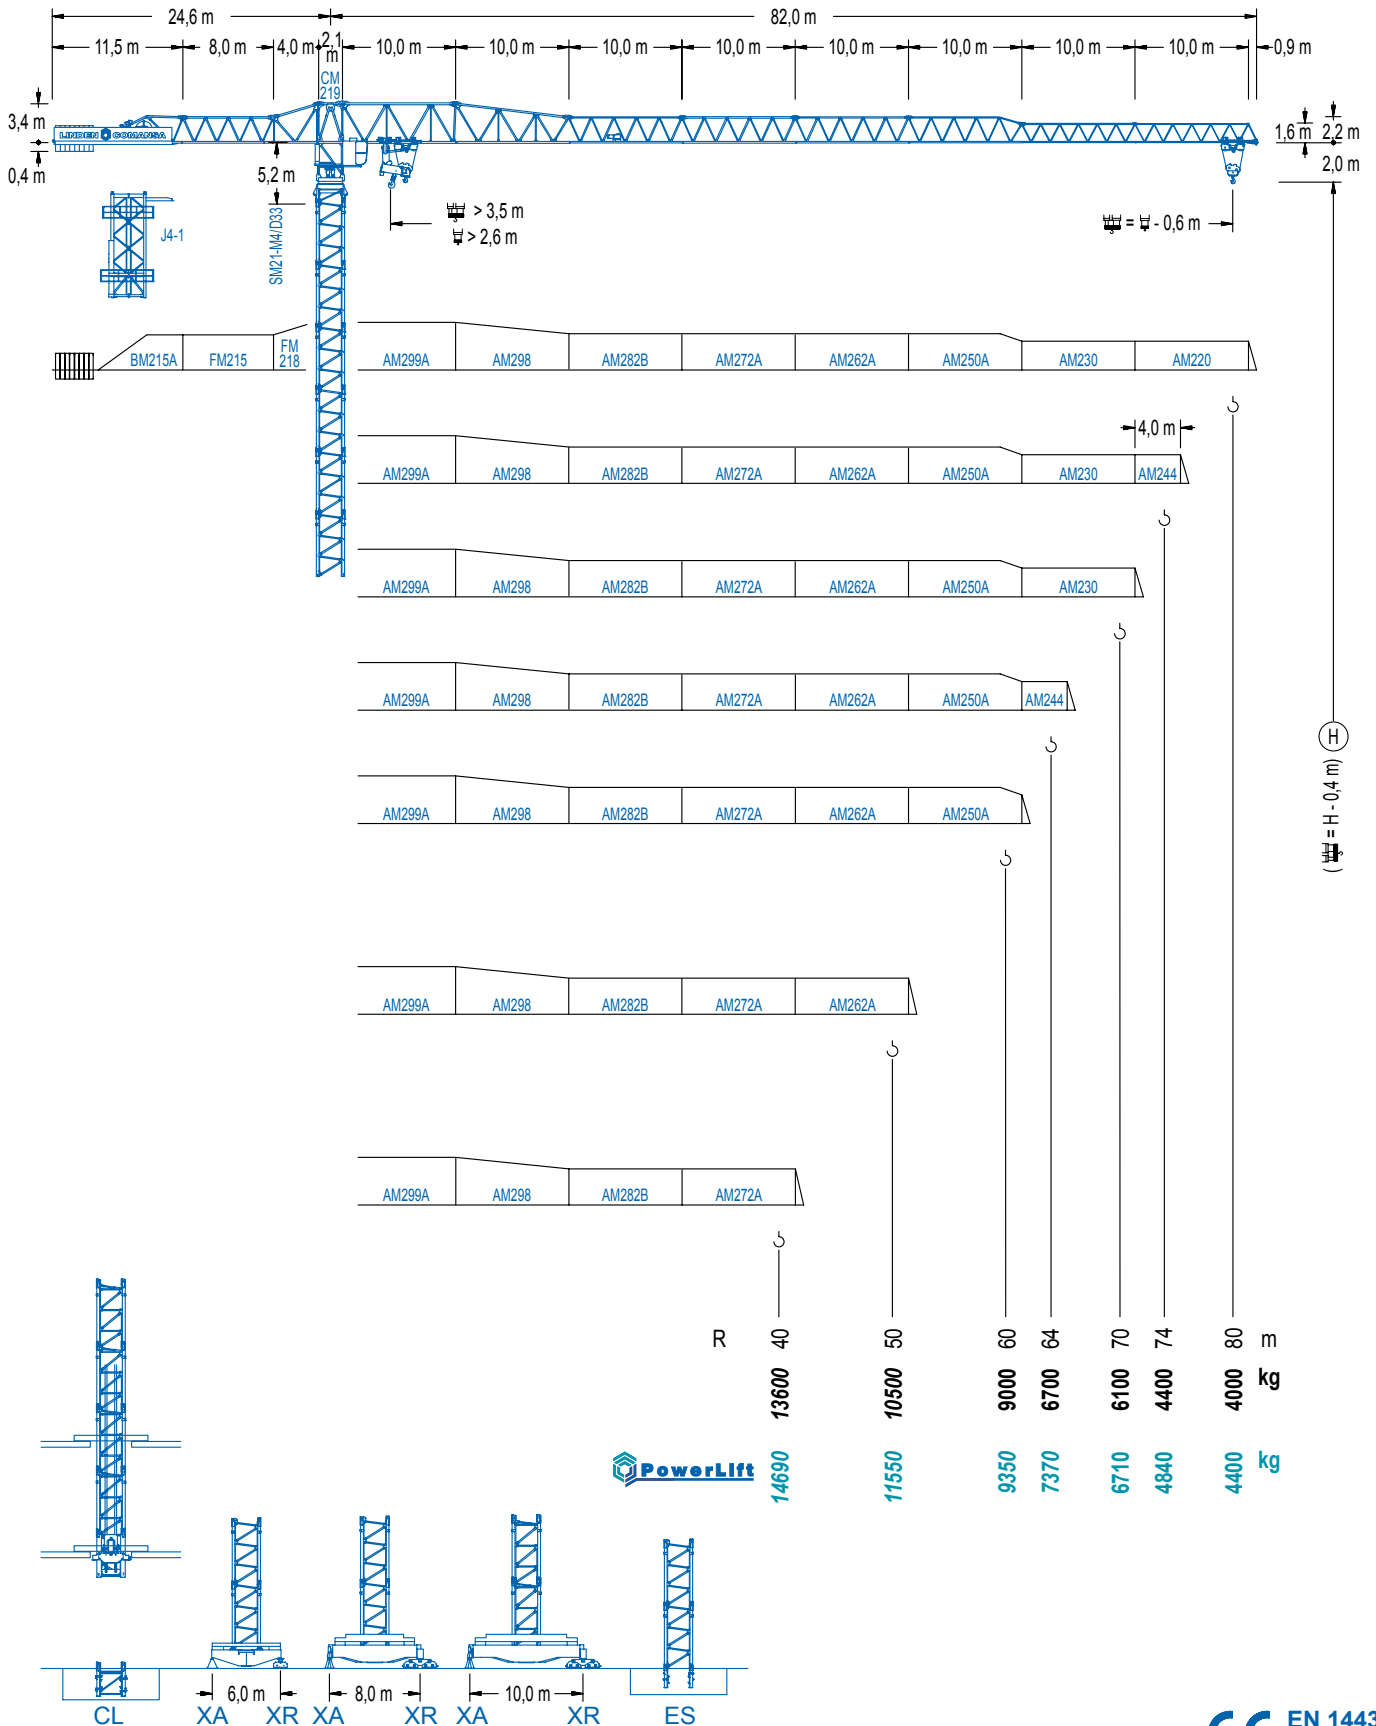 24,6 m 82,0 m
11,5 m 8,0 m 4,0 m 2,1 m 10,0 m 10,0 m 10,0 m 10,0 m 10,0 m 10,0 m 10,0 m 10,0 m 0,9 m
CM 219
3,4 m LINDEN COMANSA 1,6 m 2,2 m
0,4 m 5,2 m 2,0 m
J4-1 SM21-M4/D33
> 3,5 m = - 0,6 m
> 2,6 m
BM215A FM215 FM 218 AM299A AM298 AM282B AM272A AM262A AM250A AM230 AM220
4,0 m
AM299A AM298 AM282B AM272A AM262A AM250A AM230 AM244
AM299A AM298 AM282B AM272A AM262A AM250A AM230
AM299A AM298 AM282B AM272A AM262A AM250A AM244
H
( = H - 0,4 m)
AM299A AM298 AM282B AM272A AM262A AM250A
AM299A AM298 AM282B AM272A AM262A
AM299A AM298 AM282B AM272A
R 40 50 60 64 70 74 80 m
13600 10500 9000 6700 6100 4400 4000 kg
PowerLift 14690 11550 9350 7370 6710 4840 4400 kg
6,0 m 8,0 m 10,0 m
CL XA XR XA XR XA XR ES
CE EN 1443